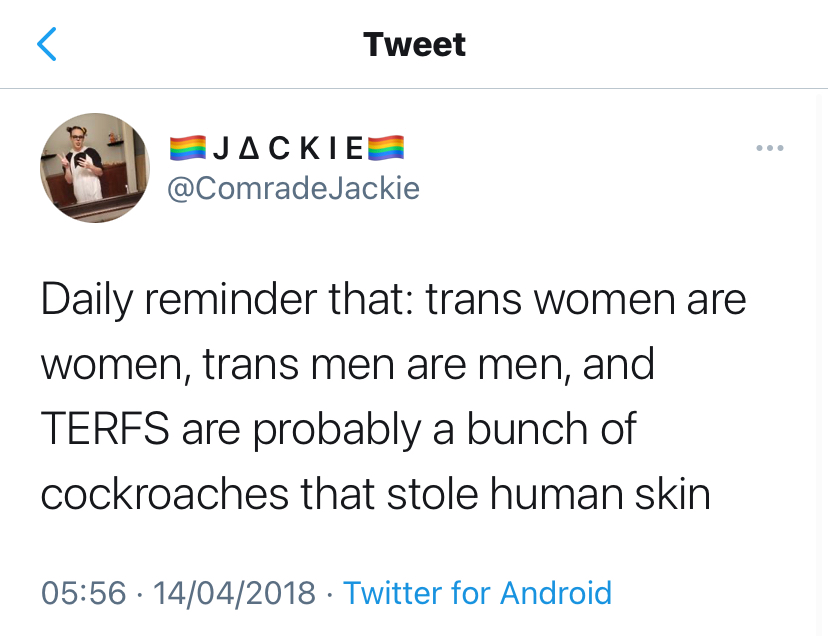 Tweet
🏳️‍🌈J Δ C K I E🏳️‍🌈
@ComradeJackie
Daily reminder that: trans women are
women, trans men are men, and
TERFS are probably a bunch of
cockroaches that stole human skin
05:56 · 14/04/2018 · Twitter for Android